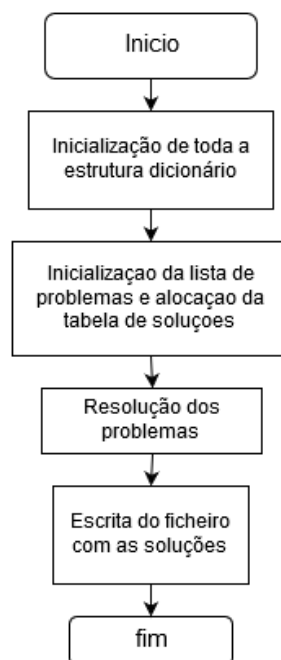 Inicio
Inicialização de toda a
estrutura dicionário
Inicializaçao da lista de
problemas e alocaçao da
tabela de soluçoes
Resolução dos
problemas
Escrita do ficheiro
com as soluções
fim